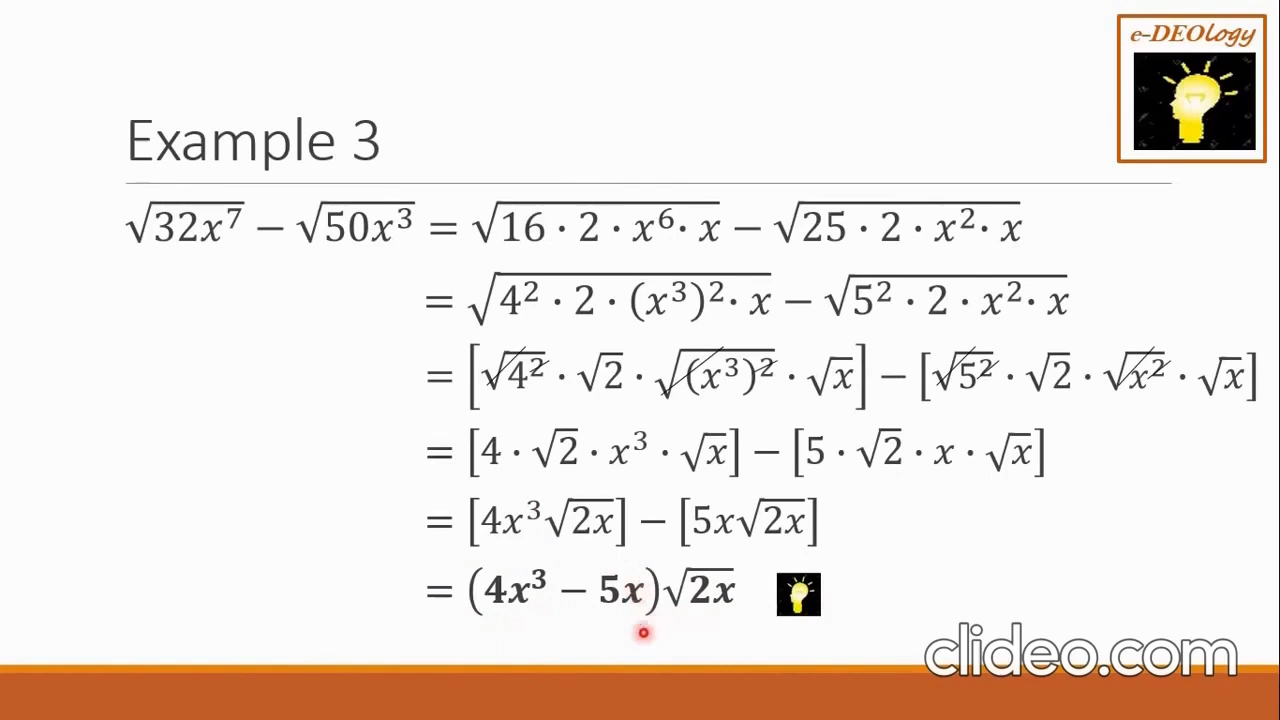 e-DEOlogy
Example 3
√(32x⁷) − √(50x³) = √(16 · 2 · x⁶ · x) − √(25 · 2 · x² · x)
= √(4² · 2 · (x³)² · x) − √(5² · 2 · x² · x)
= [√(4²) · √2 · √((x³)²) · √x] − [√(5²) · √2 · √(x²) · √x]
= [4 · √2 · x³ · √x] − [5 · √2 · x · √x]
= [4x³√(2x)] − [5x√(2x)]
= (4x³ − 5x)√(2x)
clideo.com